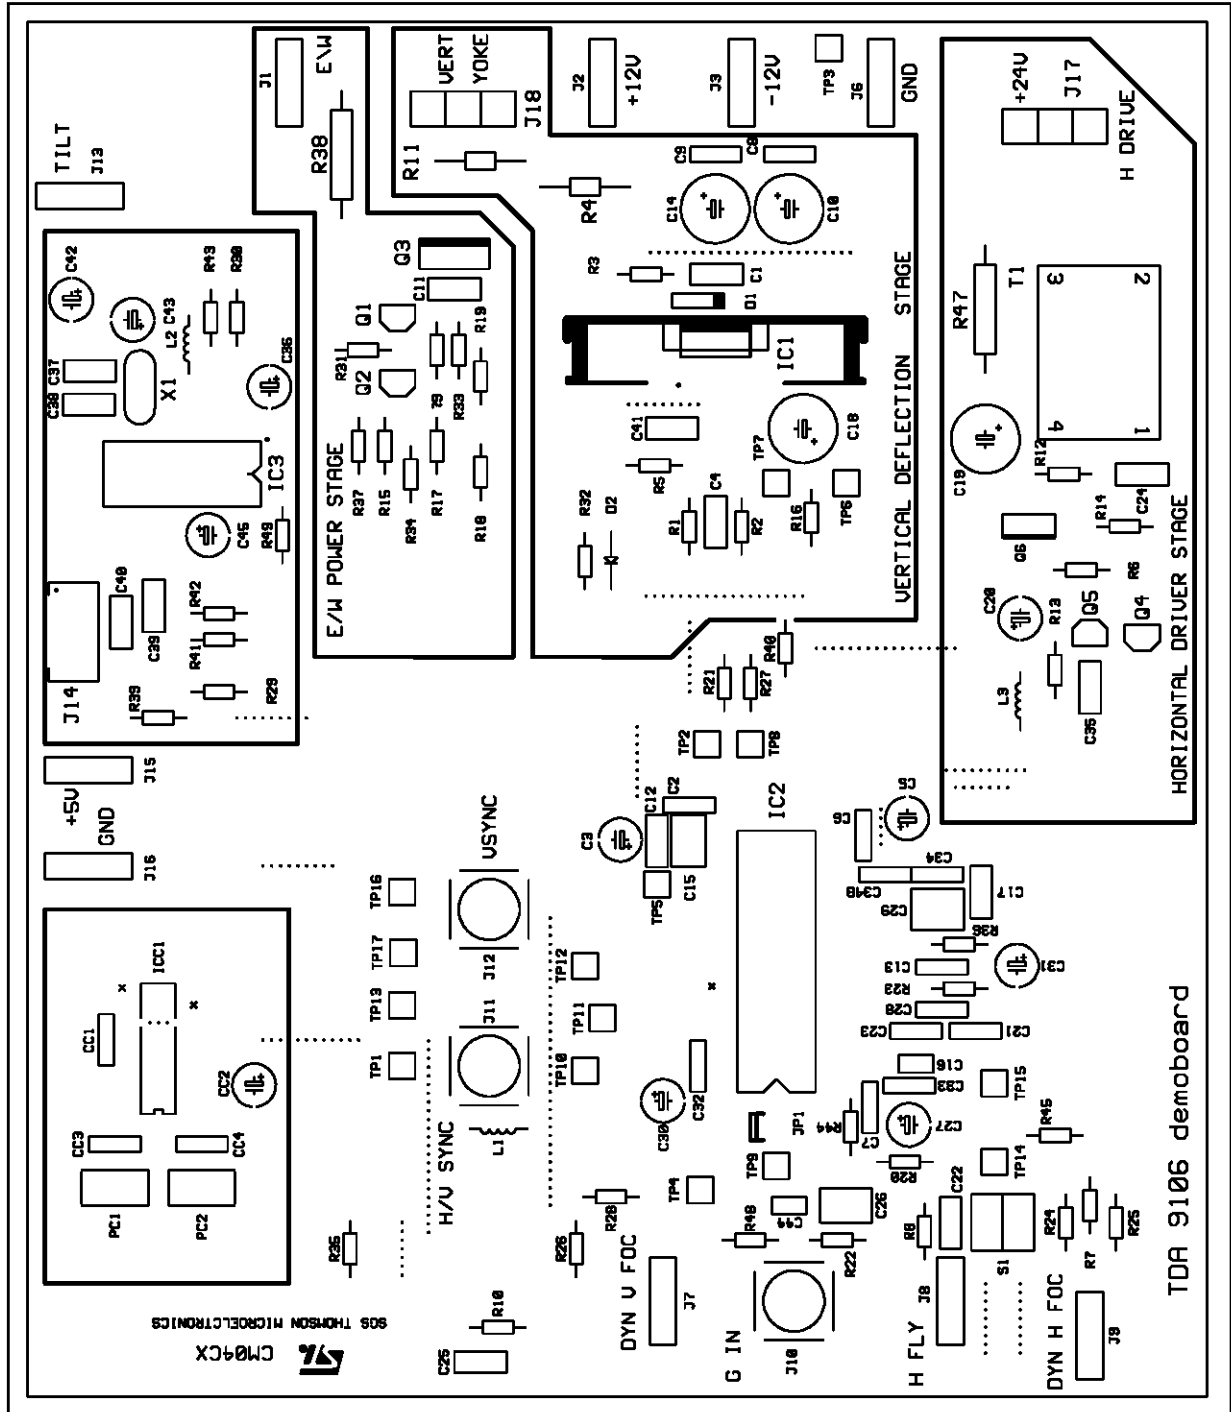 J1
E\W
VERT
YOKE
J18
J2
+12V
J3
-12V
TP3
J6
GND
+24V
J17
H DRIVE
TILT
J13
R38
R11
R4
C9
C8
C14
C10
C42
R43
R30
C43
L2
C37
C38
X1
C36
IC3
C45
R49
Q3
C11
Q1
R19
R31
Q2
R9
R33
R37
R15
R34
R17
R18
E/W POWER STAGE
R3
C1
D1
IC1
C41
TP7
C18
R5
R1
C4
R2
R16
TP6
R32
D2
VERTICAL DEFLECTION STAGE
R47
T1
3
2
4
1
C19
R12
C24
R14
Q6
R6
C20
R13
Q5
Q4
L3
C35
HORIZONTAL DRIVER STAGE
J14
C40
C39
R42
R41
R29
R39
J15
+5V
GND
J16
R40
R21
R27
TP2
TP8
C12
C2
C3
C15
TP5
IC2
C5
C6
C34
C34B
C29
C17
R36
C13
C31
R23
C28
C23
C21
C16
C33
TP15
VSYNC
TP16
J12
TP17
TP12
TP13
J11
TP11
TP1
TP10
ICC1
CC1
CC2
CC3
CC4
PC1
PC2
L1
H/V SYNC
C30
C32
JP1
R44
C7
C27
R20
R45
TP9
TP4
TP14
R28
R48
C44
C26
R22
R8
C22
S1
R24
R7
R25
R35
R26
R10
C25
DYN V FOC
J7
G IN
J10
H FLY
J8
DYN H FOC
J9
TDA 9106 demoboard
SGS THOMSON MICROELECTRONICS
CM04CX